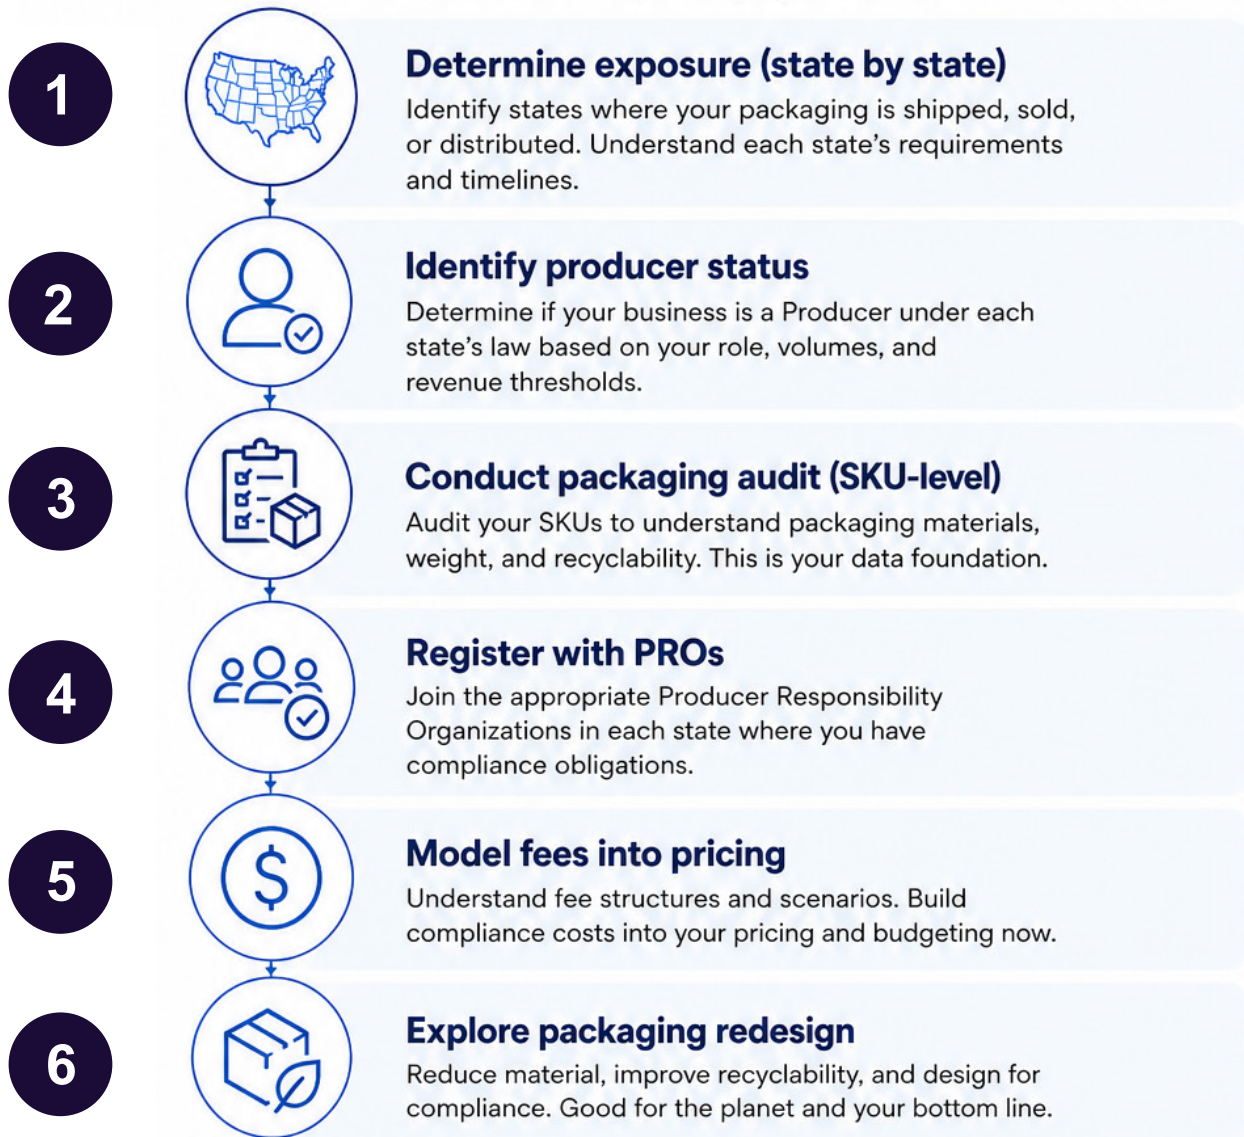 1
Determine exposure (state by state)
Identify states where your packaging is shipped, sold,
or distributed. Understand each state's requirements
and timelines.
2
Identify producer status
Determine if your business is a Producer under each
state's law based on your role, volumes, and
revenue thresholds.
3
Conduct packaging audit (SKU-level)
Audit your SKUs to understand packaging materials,
weight, and recyclability. This is your data foundation.
4
Register with PROs
Join the appropriate Producer Responsibility
Organizations in each state where you have
compliance obligations.
5
$
Model fees into pricing
Understand fee structures and scenarios. Build
compliance costs into your pricing and budgeting now.
6
Explore packaging redesign
Reduce material, improve recyclability, and design for
compliance. Good for the planet and your bottom line.